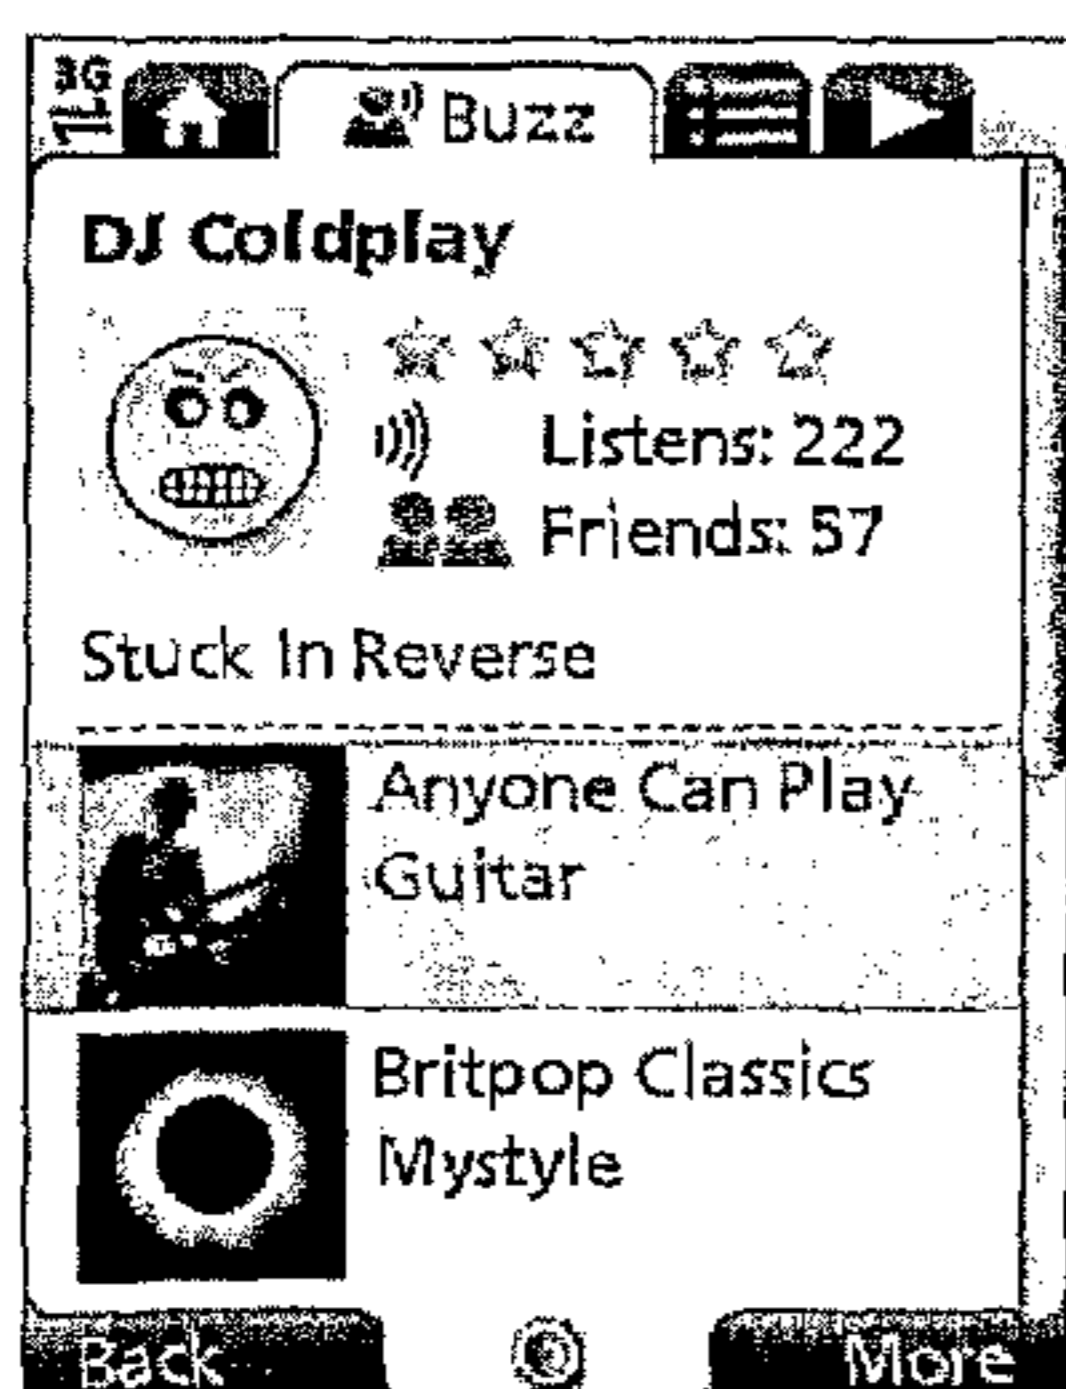 3G
Buzz
DJ Coldplay
Listens: 222
Friends: 57
Stuck In Reverse
Anyone Can Play
Guitar
Britpop Classics
Mystyle
Back
More